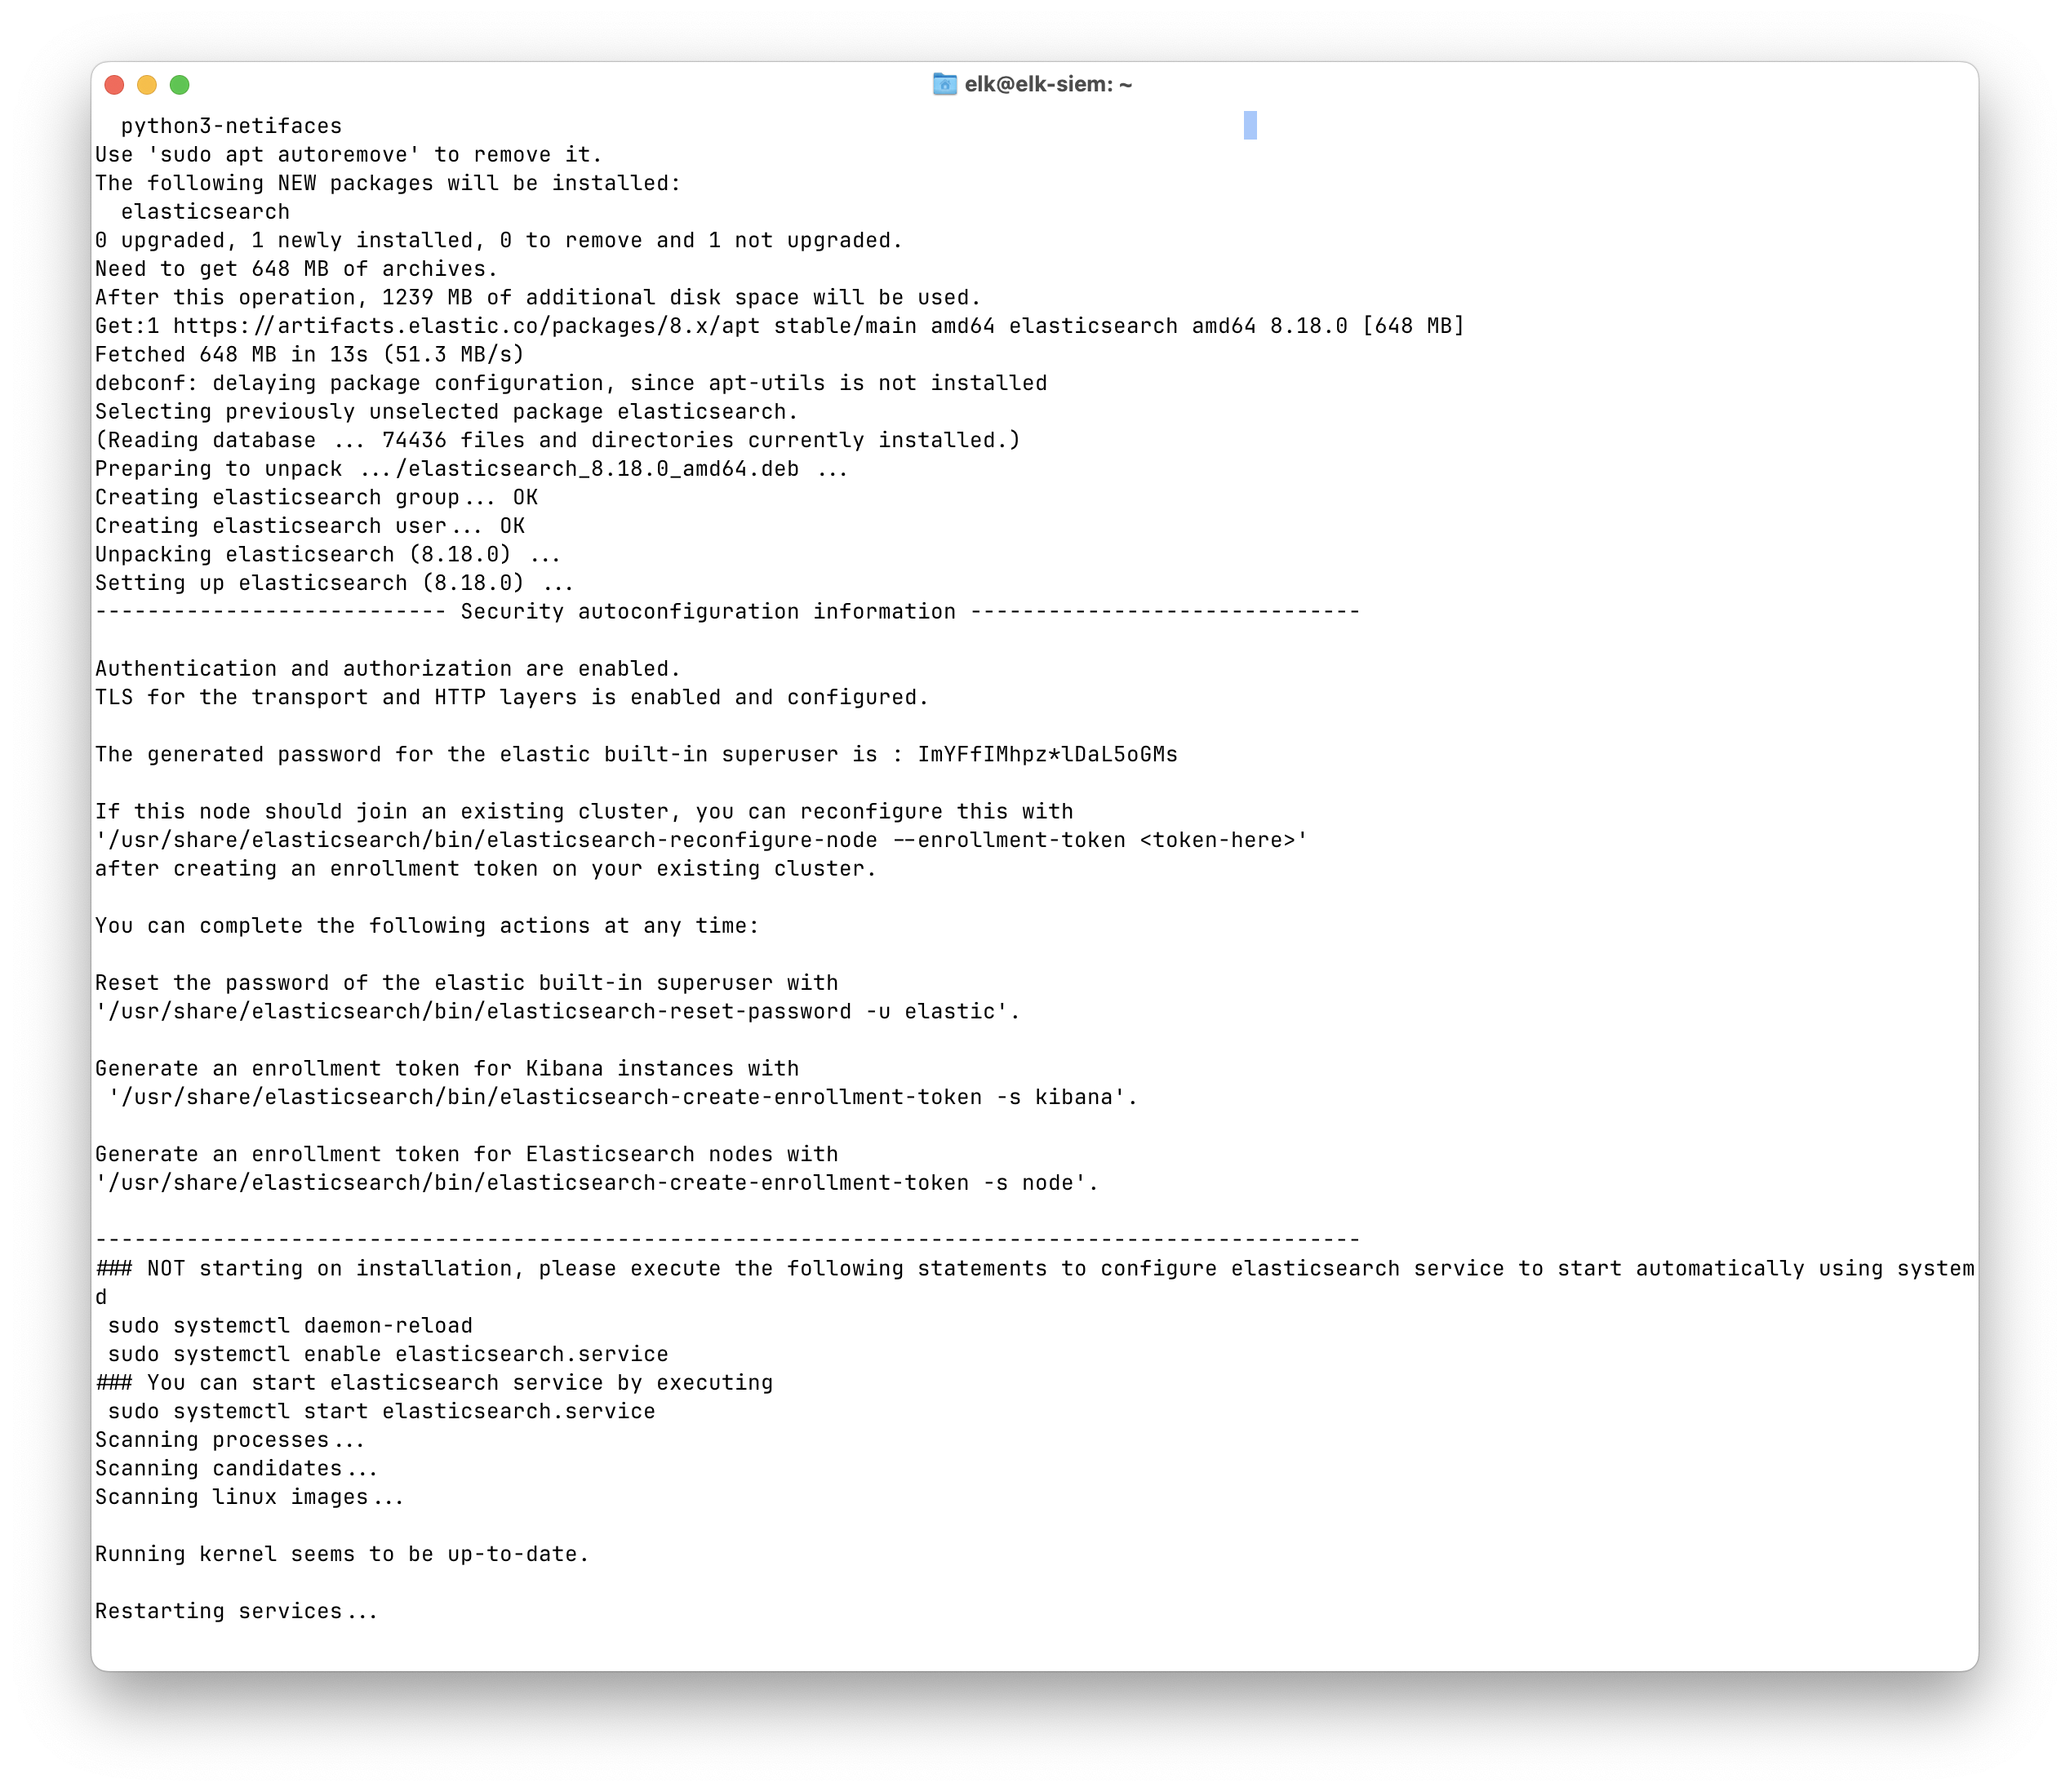 elk@elk-siem: ~
  python3-netifaces
Use 'sudo apt autoremove' to remove it.
The following NEW packages will be installed:
  elasticsearch
0 upgraded, 1 newly installed, 0 to remove and 1 not upgraded.
Need to get 648 MB of archives.
After this operation, 1239 MB of additional disk space will be used.
Get:1 https://artifacts.elastic.co/packages/8.x/apt stable/main amd64 elasticsearch amd64 8.18.0 [648 MB]
Fetched 648 MB in 13s (51.3 MB/s)
debconf: delaying package configuration, since apt-utils is not installed
Selecting previously unselected package elasticsearch.
(Reading database ... 74436 files and directories currently installed.)
Preparing to unpack .../elasticsearch_8.18.0_amd64.deb ...
Creating elasticsearch group... OK
Creating elasticsearch user... OK
Unpacking elasticsearch (8.18.0) ...
Setting up elasticsearch (8.18.0) ...
--------------------------- Security autoconfiguration information ------------------------------

Authentication and authorization are enabled.
TLS for the transport and HTTP layers is enabled and configured.

The generated password for the elastic built-in superuser is : ImYFfIMhpz*lDaL5oGMs

If this node should join an existing cluster, you can reconfigure this with
'/usr/share/elasticsearch/bin/elasticsearch-reconfigure-node --enrollment-token <token-here>'
after creating an enrollment token on your existing cluster.

You can complete the following actions at any time:

Reset the password of the elastic built-in superuser with
'/usr/share/elasticsearch/bin/elasticsearch-reset-password -u elastic'.

Generate an enrollment token for Kibana instances with
 '/usr/share/elasticsearch/bin/elasticsearch-create-enrollment-token -s kibana'.

Generate an enrollment token for Elasticsearch nodes with
'/usr/share/elasticsearch/bin/elasticsearch-create-enrollment-token -s node'.

-------------------------------------------------------------------------------------------------
### NOT starting on installation, please execute the following statements to configure elasticsearch service to start automatically using system
d
 sudo systemctl daemon-reload
 sudo systemctl enable elasticsearch.service
### You can start elasticsearch service by executing
 sudo systemctl start elasticsearch.service
Scanning processes...
Scanning candidates...
Scanning linux images...

Running kernel seems to be up-to-date.

Restarting services...